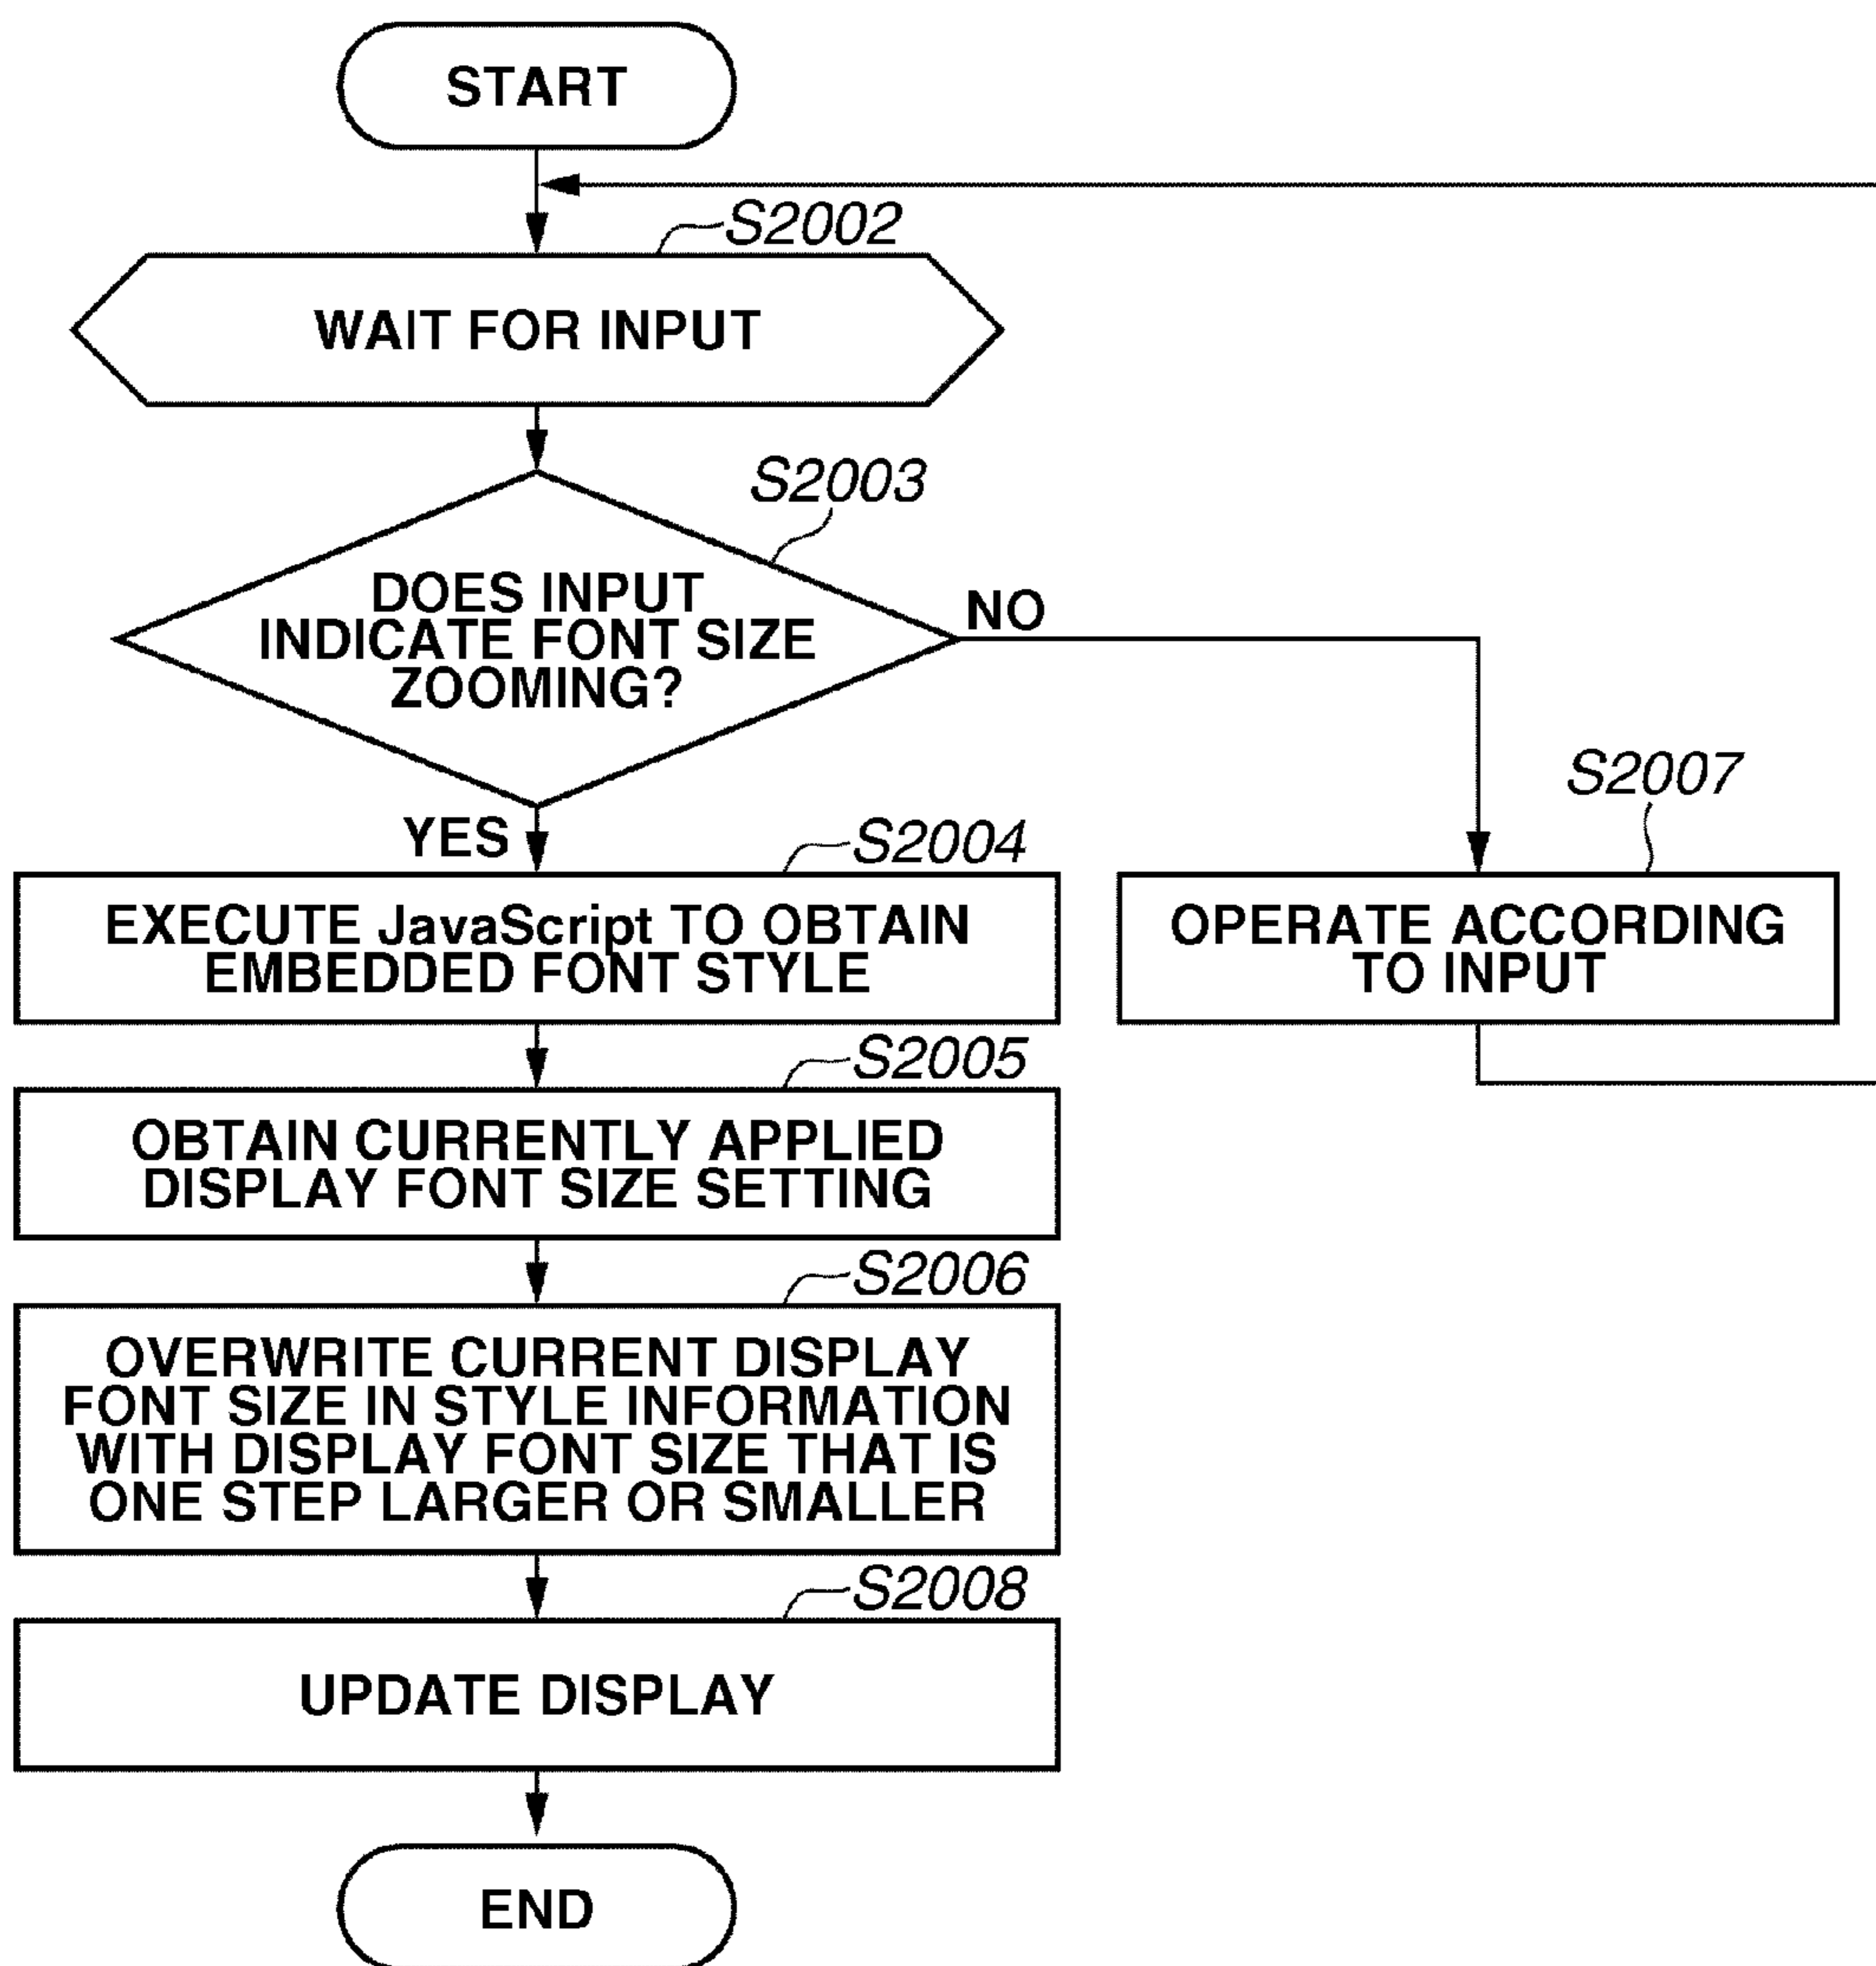 START
S2002
WAIT FOR INPUT
S2003
DOES INPUT
INDICATE FONT SIZE
ZOOMING?
NO
YES
S2004
EXECUTE JavaScript TO OBTAIN
EMBEDDED FONT STYLE
S2007
OPERATE ACCORDING
TO INPUT
S2005
OBTAIN CURRENTLY APPLIED
DISPLAY FONT SIZE SETTING
S2006
OVERWRITE CURRENT DISPLAY
FONT SIZE IN STYLE INFORMATION
WITH DISPLAY FONT SIZE THAT IS
ONE STEP LARGER OR SMALLER
S2008
UPDATE DISPLAY
END